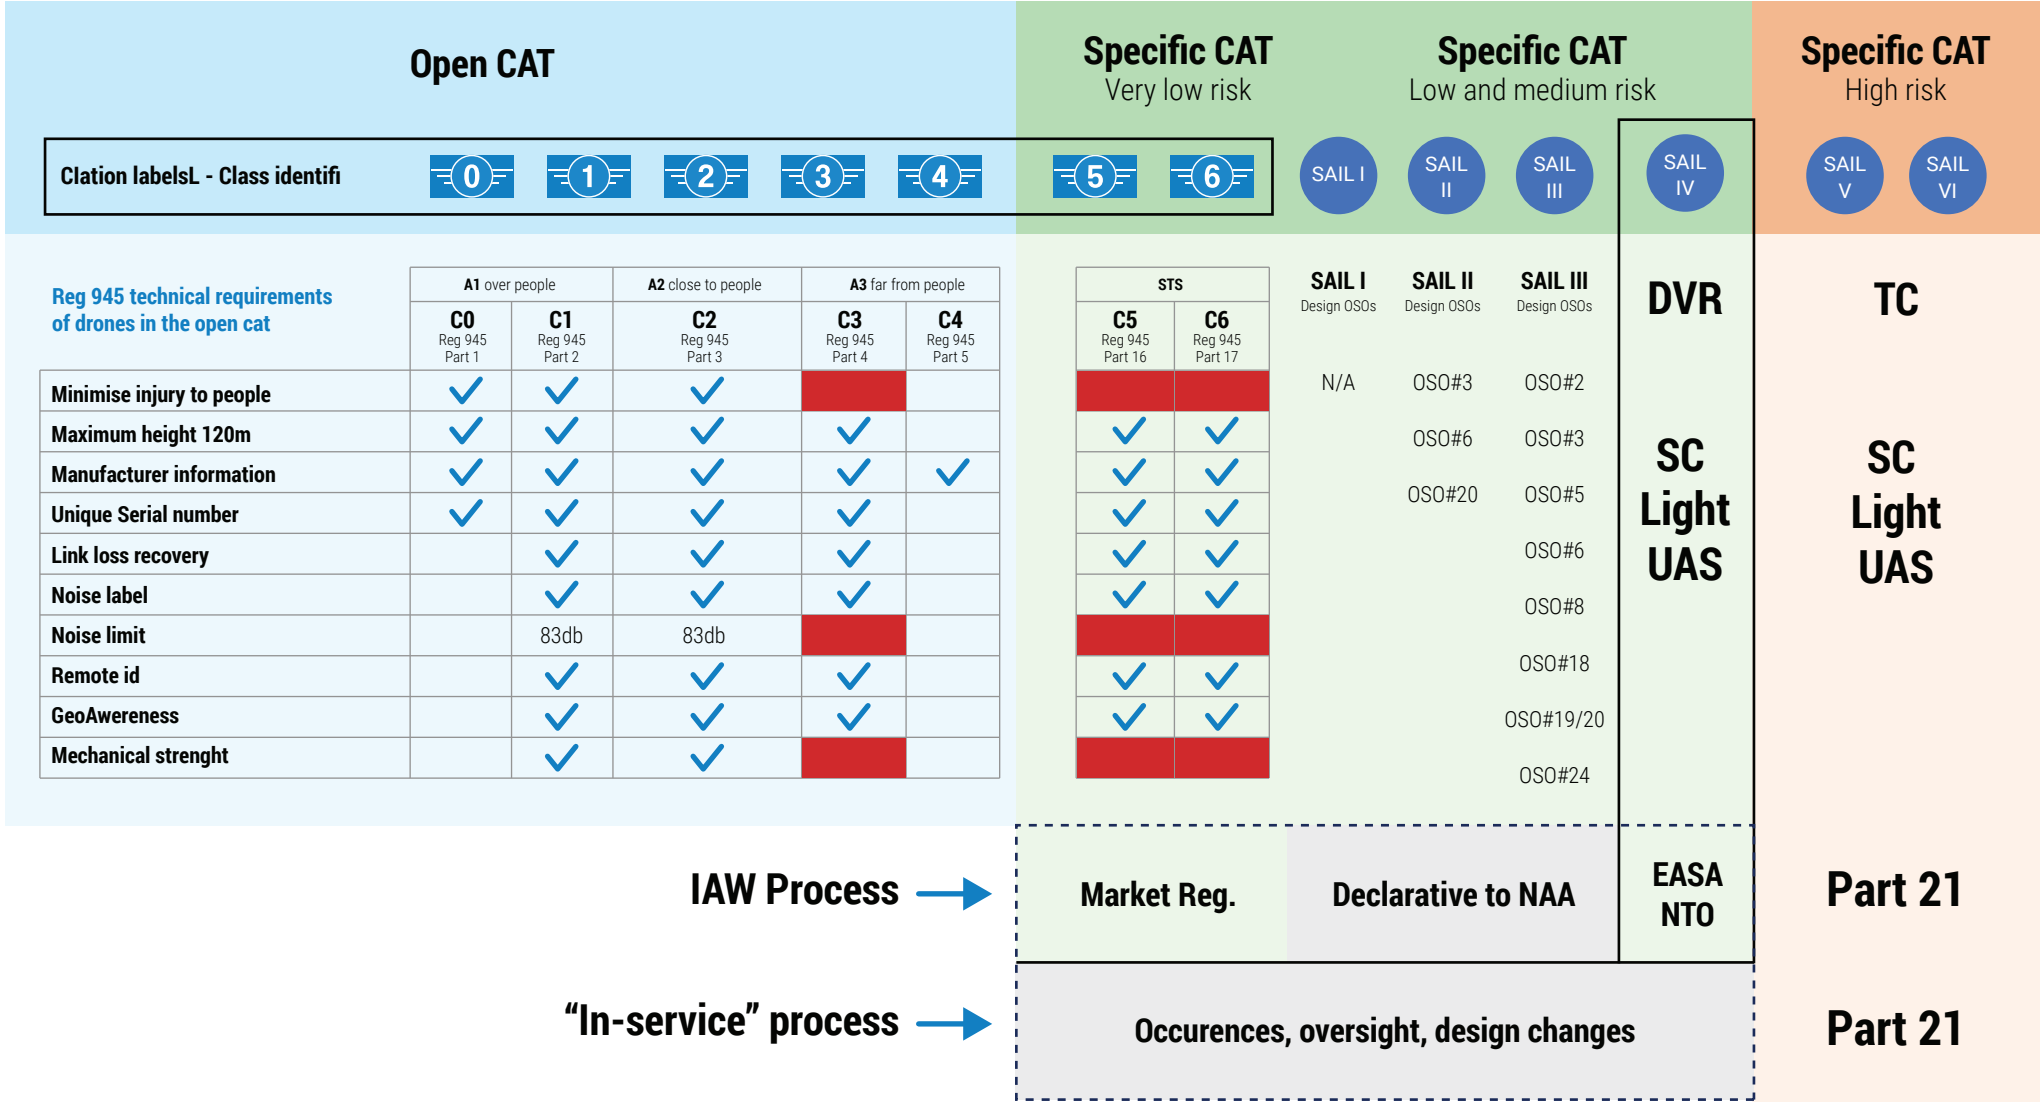 Open CAT
Specific CAT
Very low risk
Specific CAT
Low and medium risk
Specific CAT
High risk
Clation labelsL - Class identifi
0
1
2
3
4
5
6
SAIL I
SAIL
II
SAIL
III
SAIL
IV
SAIL
V
SAIL
VI
Reg 945 technical requirements
of drones in the open cat
A1 over people
A2 close to people
A3 far from people
C0
Reg 945
Part 1
C1
Reg 945
Part 2
C2
Reg 945
Part 3
C3
Reg 945
Part 4
C4
Reg 945
Part 5
STS
C5
Reg 945
Part 16
C6
Reg 945
Part 17
SAIL I
Design OSOs
SAIL II
Design OSOs
SAIL III
Design OSOs
DVR
TC
Minimise injury to people
Maximum height 120m
Manufacturer information
Unique Serial number
Link loss recovery
Noise label
Noise limit
83db
83db
Remote id
GeoAwereness
Mechanical strenght
N/A
OSO#3
OSO#6
OSO#20
OSO#2
OSO#3
OSO#5
OSO#6
OSO#8
OSO#18
OSO#19/20
OSO#24
SC
Light
UAS
SC
Light
UAS
IAW Process
Market Reg.
Declarative to NAA
EASA
NTO
Part 21
“In-service” process
Occurences, oversight, design changes
Part 21